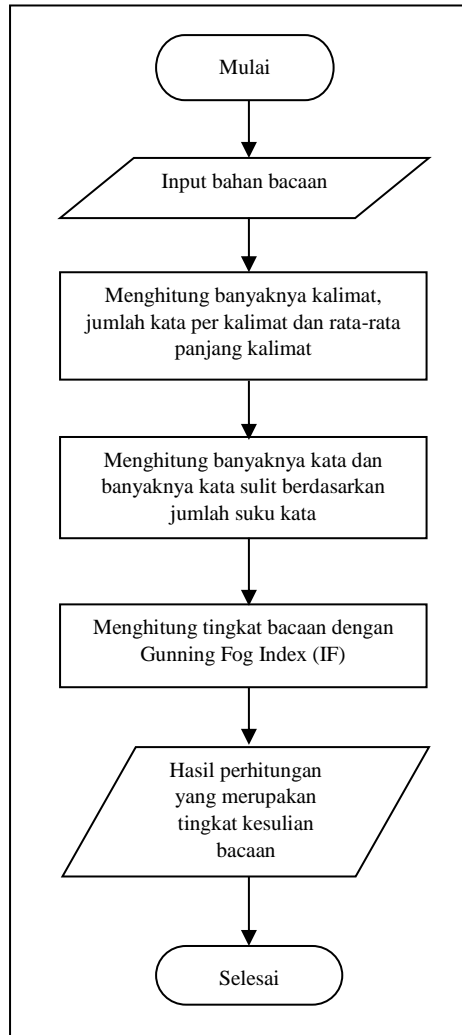 Mulai
Input bahan bacaan
Menghitung banyaknya kalimat,
jumlah kata per kalimat dan rata-rata
panjang kalimat
Menghitung banyaknya kata dan
banyaknya kata sulit berdasarkan
jumlah suku kata
Menghitung tingkat bacaan dengan
Gunning Fog Index (IF)
Hasil perhitungan
yang merupakan
tingkat kesulian
bacaan
Selesai